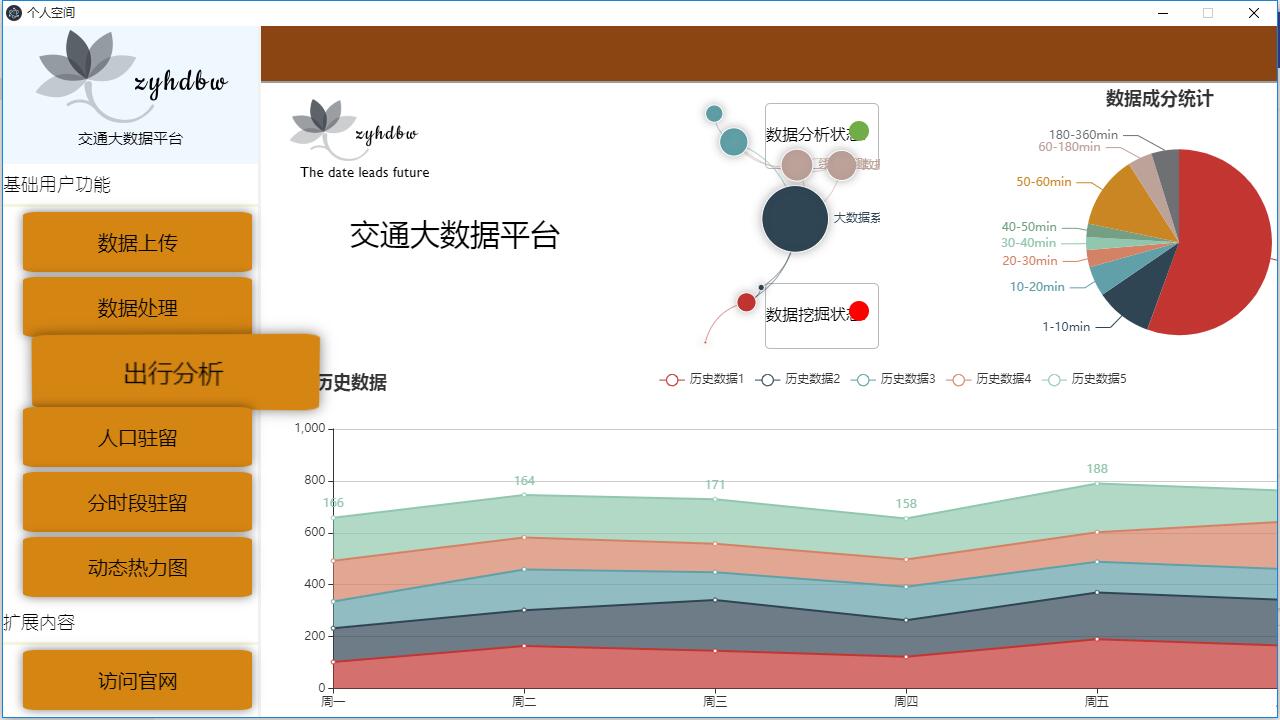 个人空间
zyhdbw
交通大数据平台
基础用户功能
数据上传
数据处理
出行分析
人口驻留
分时段驻留
动态热力图
扩展内容
访问官网
zyhdbw
The date leads future
交通大数据平台
数据分析状态
大数据系
数据挖掘状态
数据成分统计
180-360min
60-180min
50-60min
40-50min
30-40min
20-30min
10-20min
1-10min
历史数据
历史数据1 历史数据2 历史数据3 历史数据4 历史数据5
1,000
800
600
400
200
0
166 164 171 158 188
周一 周二 周三 周四 周五